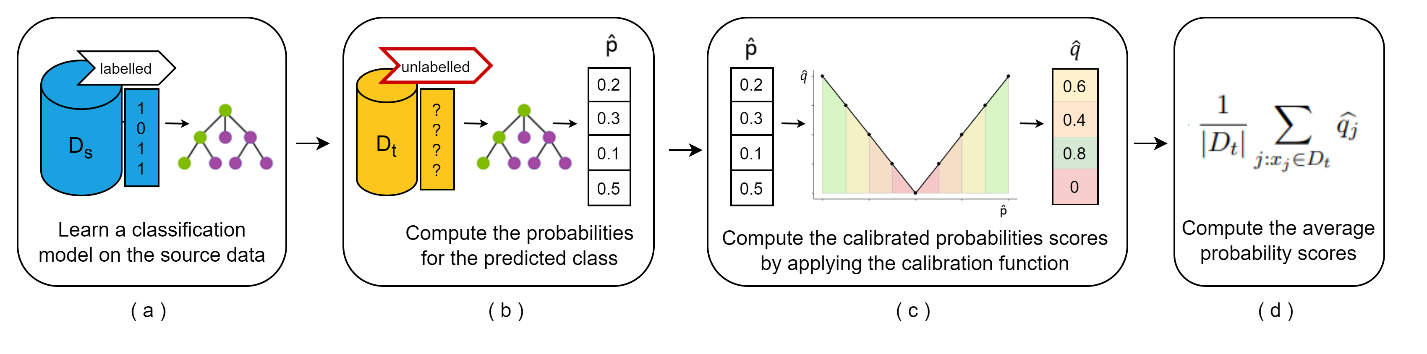 labelled
D_s
1
0
1
1
Learn a classification
model on the source data
( a )
unlabelled
D_t
?
?
?
?
p̂
0.2
0.3
0.1
0.5
Compute the probabilities
for the predicted class
( b )
p̂
0.2
0.3
0.1
0.5
q̂
p̂
q̂
0.6
0.4
0.8
0
Compute the calibrated probabilities scores
by applying the calibration function
( c )
1/|D_t| ∑_{j:x_j∈D_t} q̂_j
Compute the average
probability scores
( d )